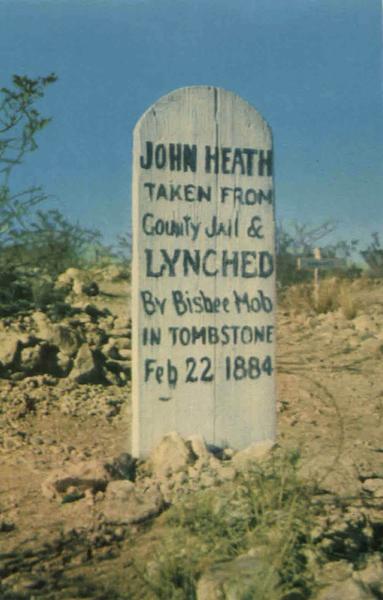 JOHN HEATH
TAKEN FROM
County Jail &
LYNCHED
By Bisbee Mob
IN TOMBSTONE
Feb 22 1884